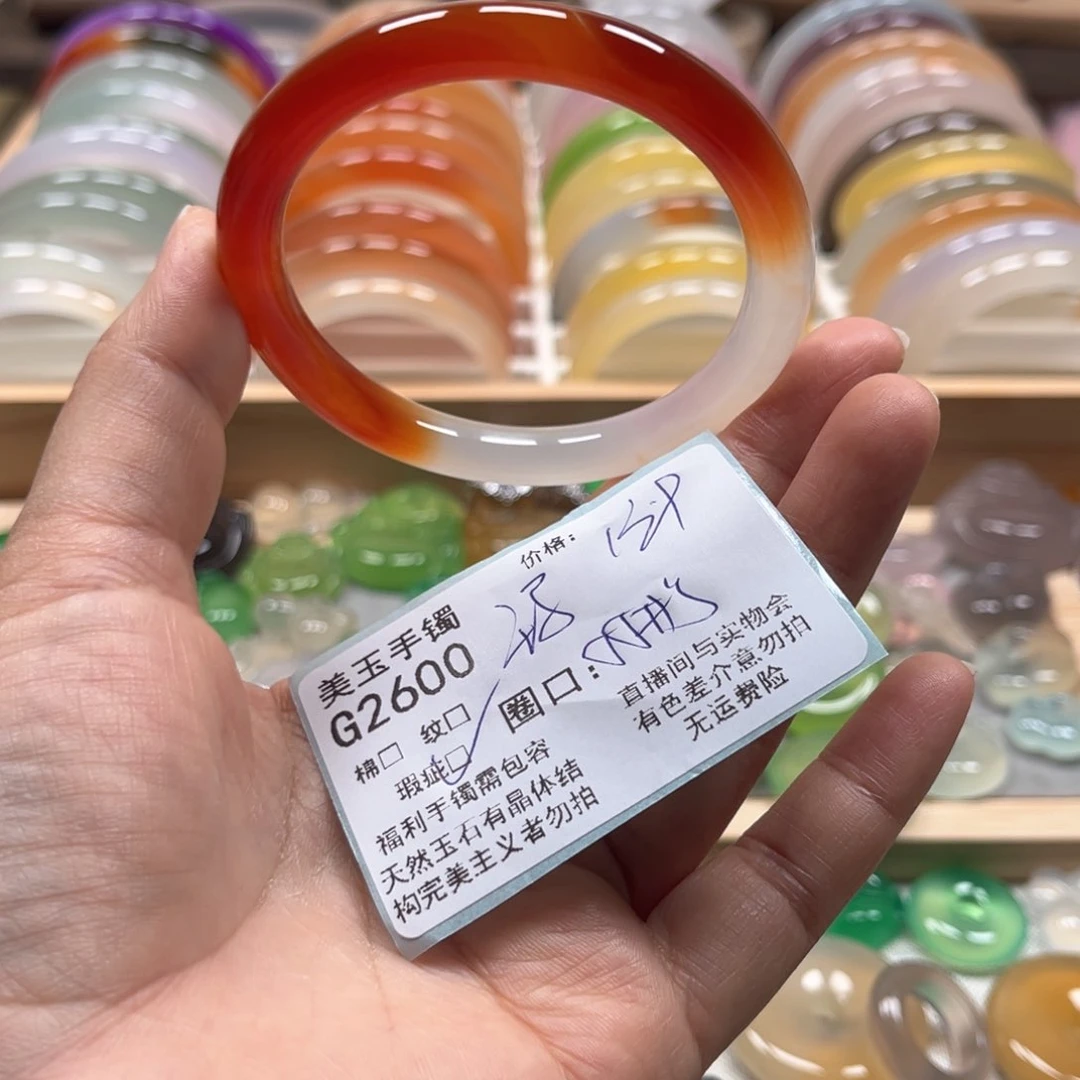 价格:
美玉手镯
G2600
棉□ 纹□
圈口:
瑕疵□
直播间与实物会
有色差介意勿拍
无运费险
福利手镯需包容
天然玉石有晶体结
构完美主义者勿拍